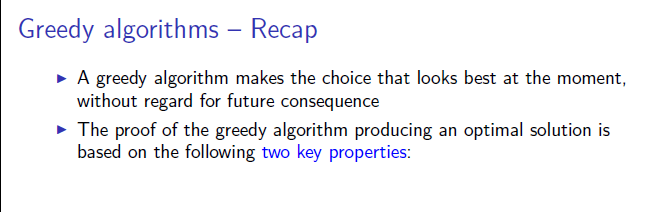 Greedy algorithms – Recap
▶ A greedy algorithm makes the choice that looks best at the moment,
without regard for future consequence
▶ The proof of the greedy algorithm producing an optimal solution is
based on the following two key properties: